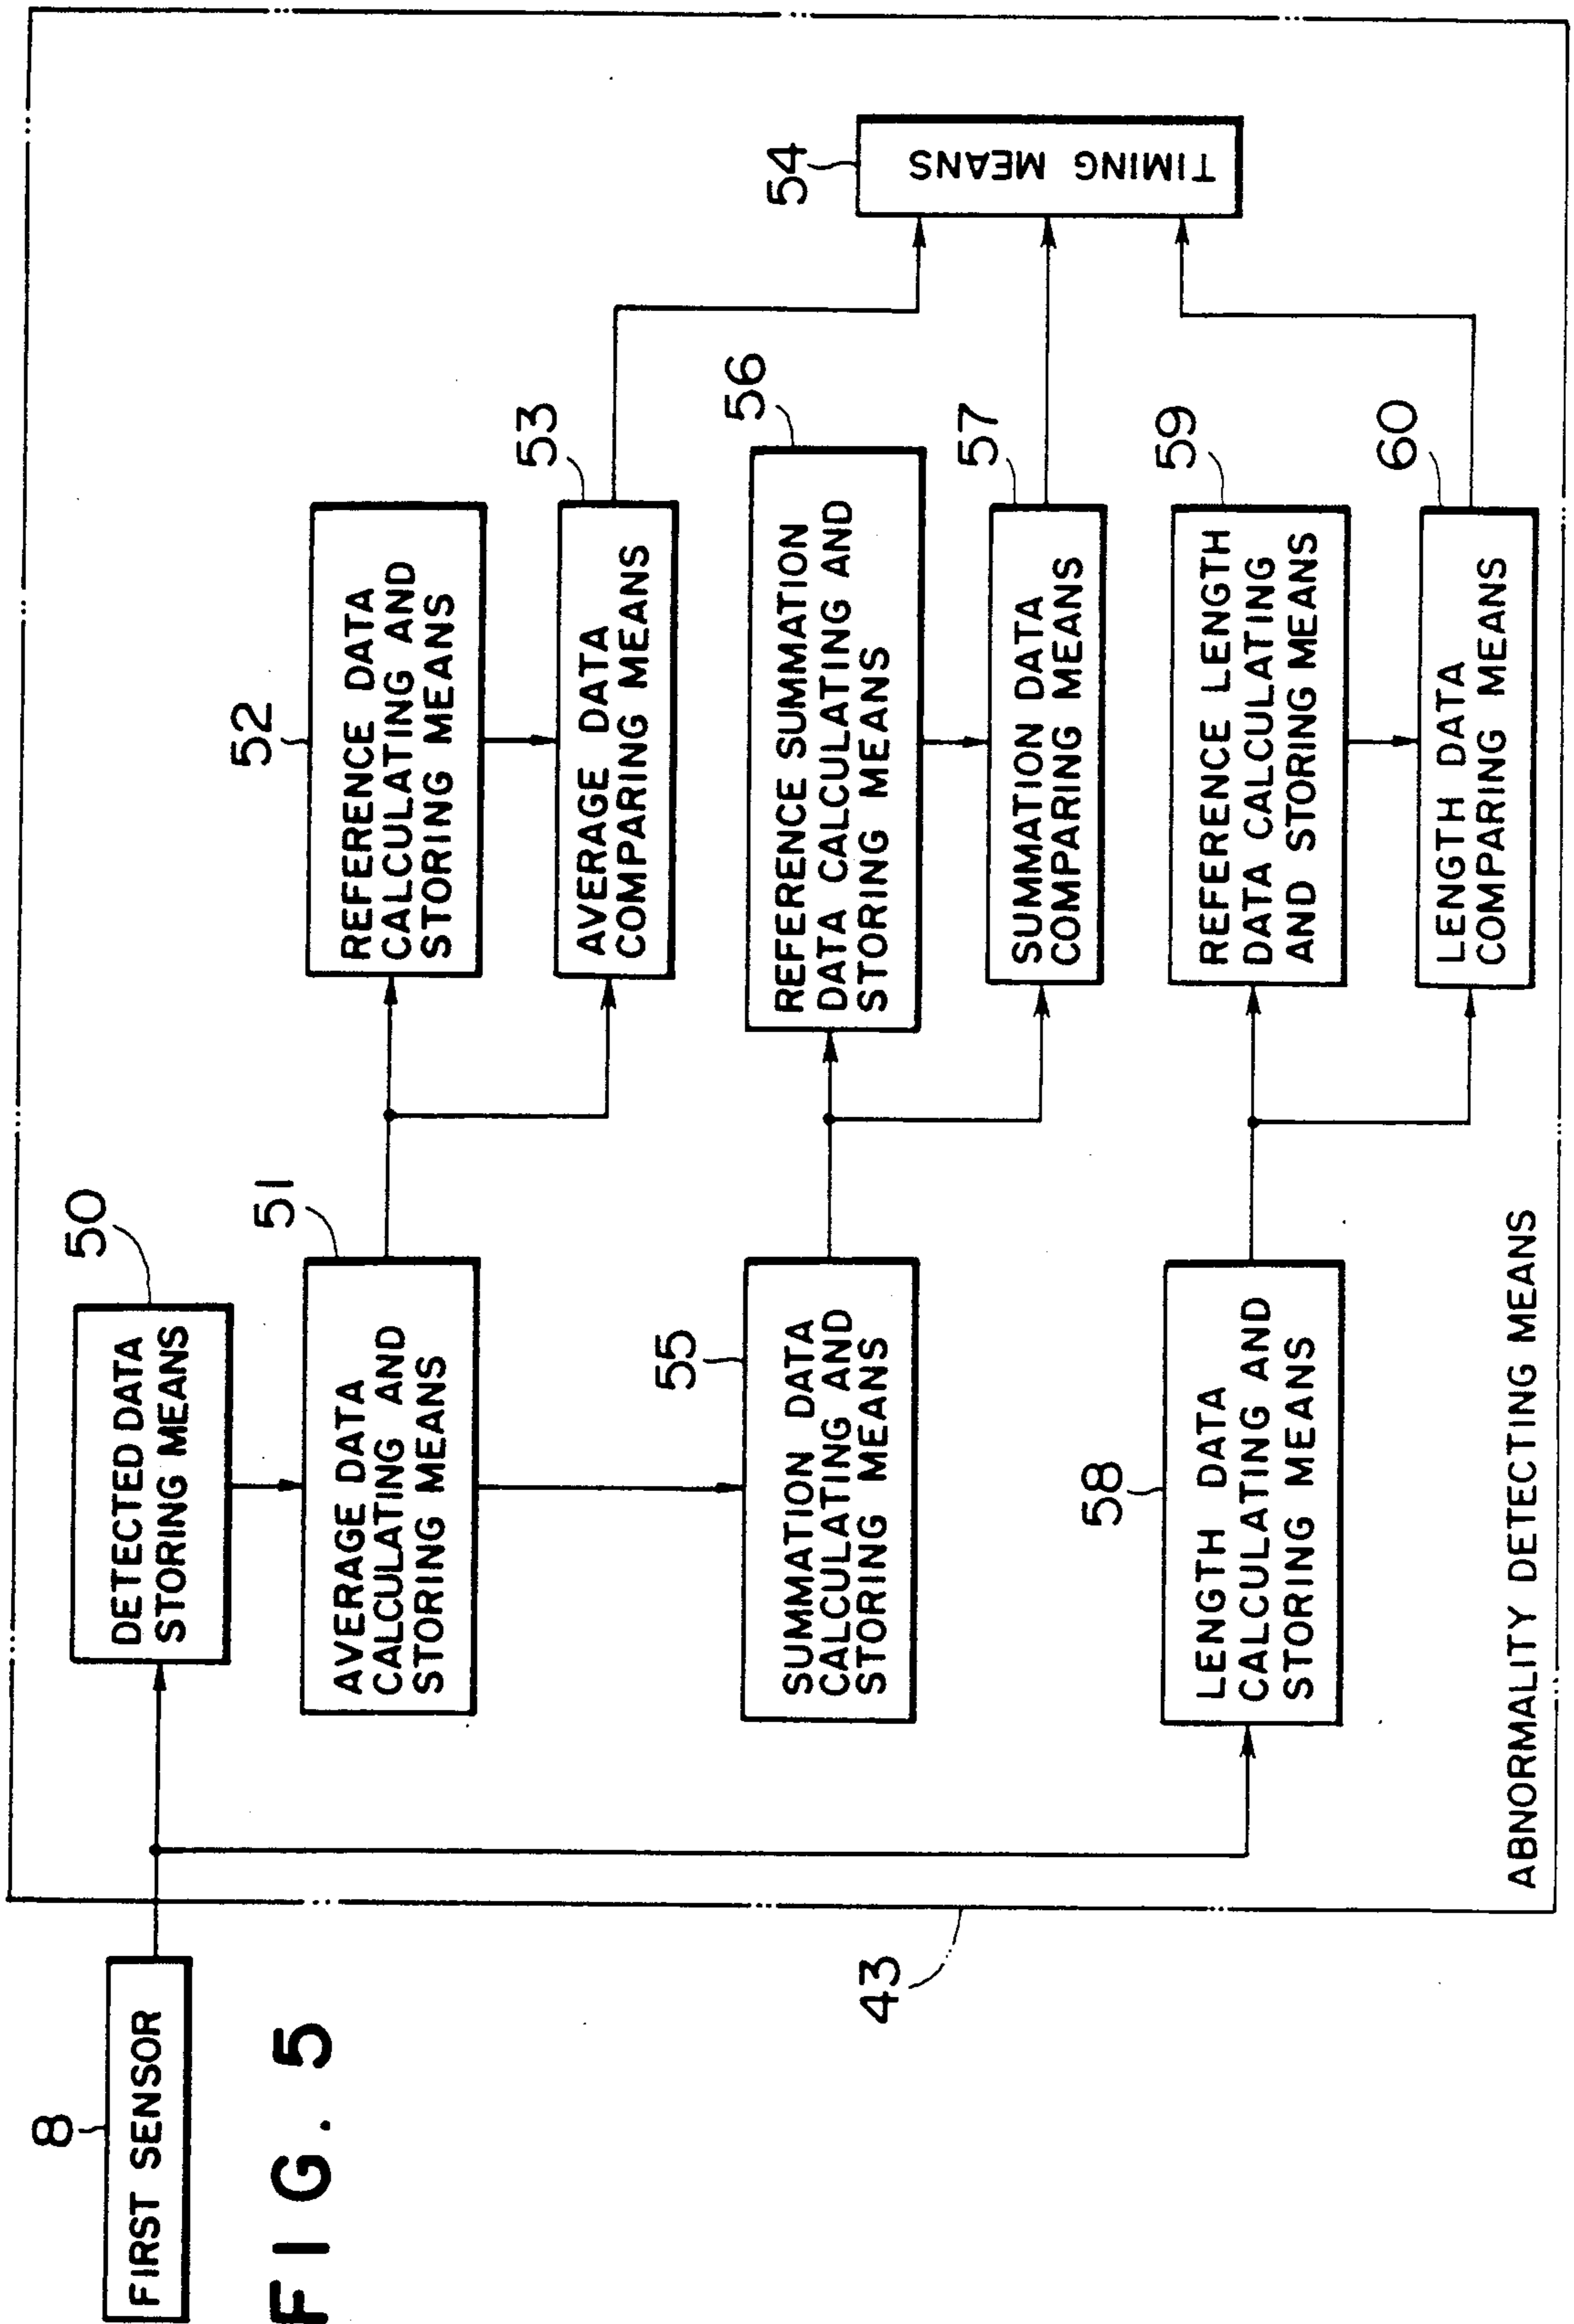 8
FIRST SENSOR
FIG. 5
43
ABNORMALITY DETECTING MEANS
50
DETECTED DATA
STORING MEANS
51
AVERAGE DATA
CALCULATING AND
STORING MEANS
52
REFERENCE DATA
CALCULATING AND
STORING MEANS
53
AVERAGE DATA
COMPARING MEANS
54
TIMING MEANS
55
SUMMATION DATA
CALCULATING AND
STORING MEANS
56
REFERENCE SUMMATION
DATA CALCULATING AND
STORING MEANS
57
SUMMATION DATA
COMPARING MEANS
58
LENGTH DATA
CALCULATING AND
STORING MEANS
59
REFERENCE LENGTH
DATA CALCULATING
AND STORING MEANS
60
LENGTH DATA
COMPARING MEANS